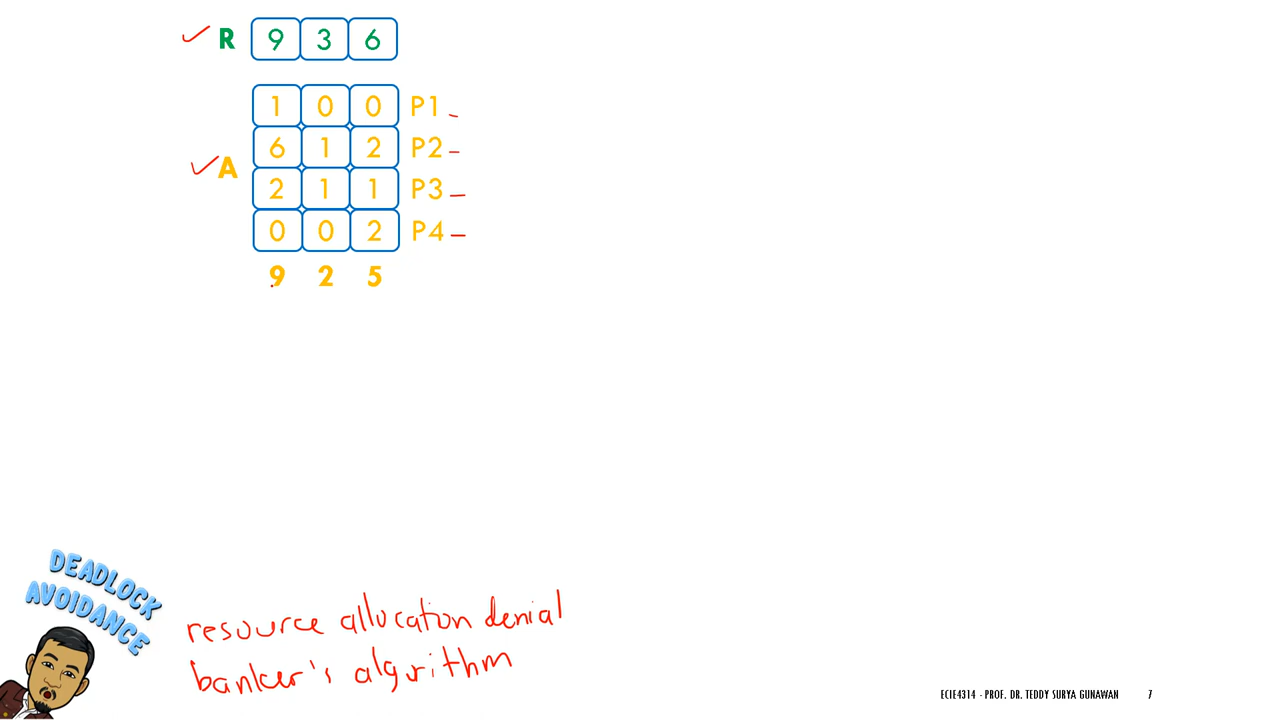 R 9 3 6
1 0 0 P1
6 1 2 P2
A
2 1 1 P3
0 0 2 P4
9 2 5
DEADLOCK
AVOIDANCE
resource allocation denial
banker's algorithm
ECIE4314 - PROF. DR. TEDDY SURYA GUNAWAN 7